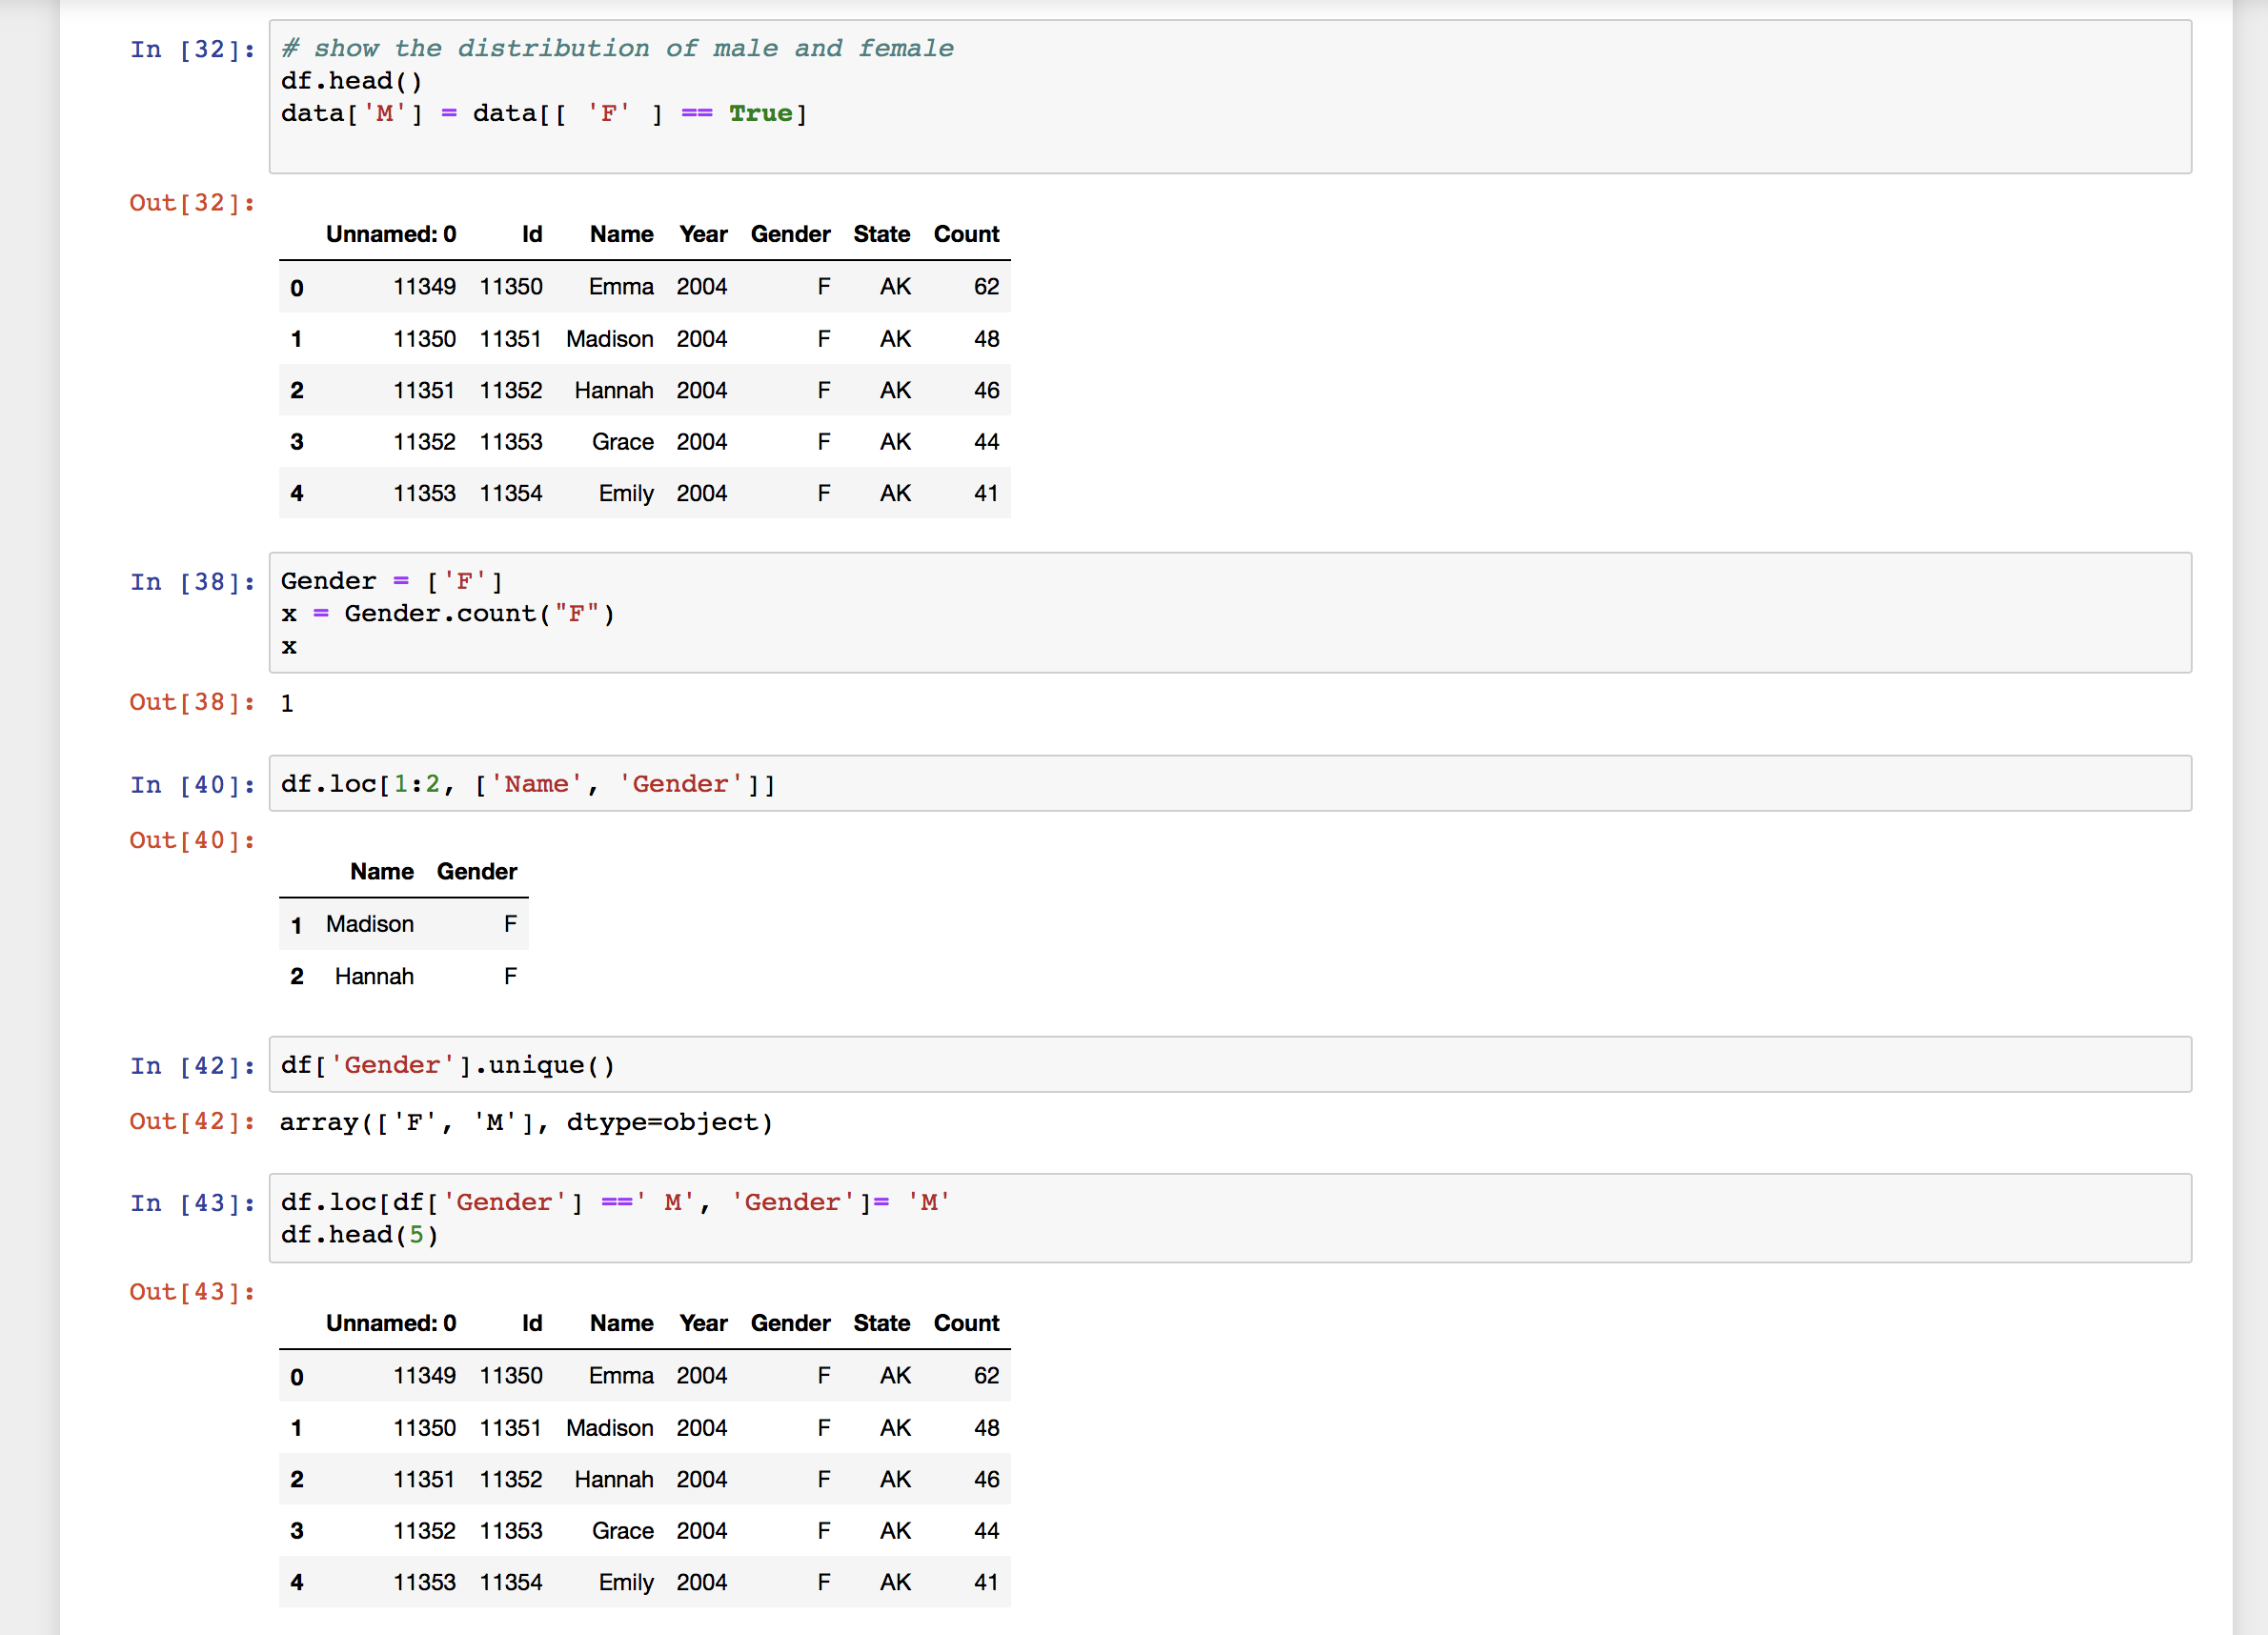 In [32]: # show the distribution of male and female
df.head()
data['M'] = data[[ 'F' ] == True]
Out[32]:
Unnamed: 0 Id Name Year Gender State Count
0 11349 11350 Emma 2004 F AK 62
1 11350 11351 Madison 2004 F AK 48
2 11351 11352 Hannah 2004 F AK 46
3 11352 11353 Grace 2004 F AK 44
4 11353 11354 Emily 2004 F AK 41
In [38]: Gender = ['F']
x = Gender.count("F")
x
Out[38]: 1
In [40]: df.loc[1:2, ['Name', 'Gender']]
Out[40]:
Name Gender
1 Madison F
2 Hannah F
In [42]: df['Gender'].unique()
Out[42]: array(['F', 'M'], dtype=object)
In [43]: df.loc[df['Gender'] ==' M', 'Gender']= 'M'
df.head(5)
Out[43]:
Unnamed: 0 Id Name Year Gender State Count
0 11349 11350 Emma 2004 F AK 62
1 11350 11351 Madison 2004 F AK 48
2 11351 11352 Hannah 2004 F AK 46
3 11352 11353 Grace 2004 F AK 44
4 11353 11354 Emily 2004 F AK 41